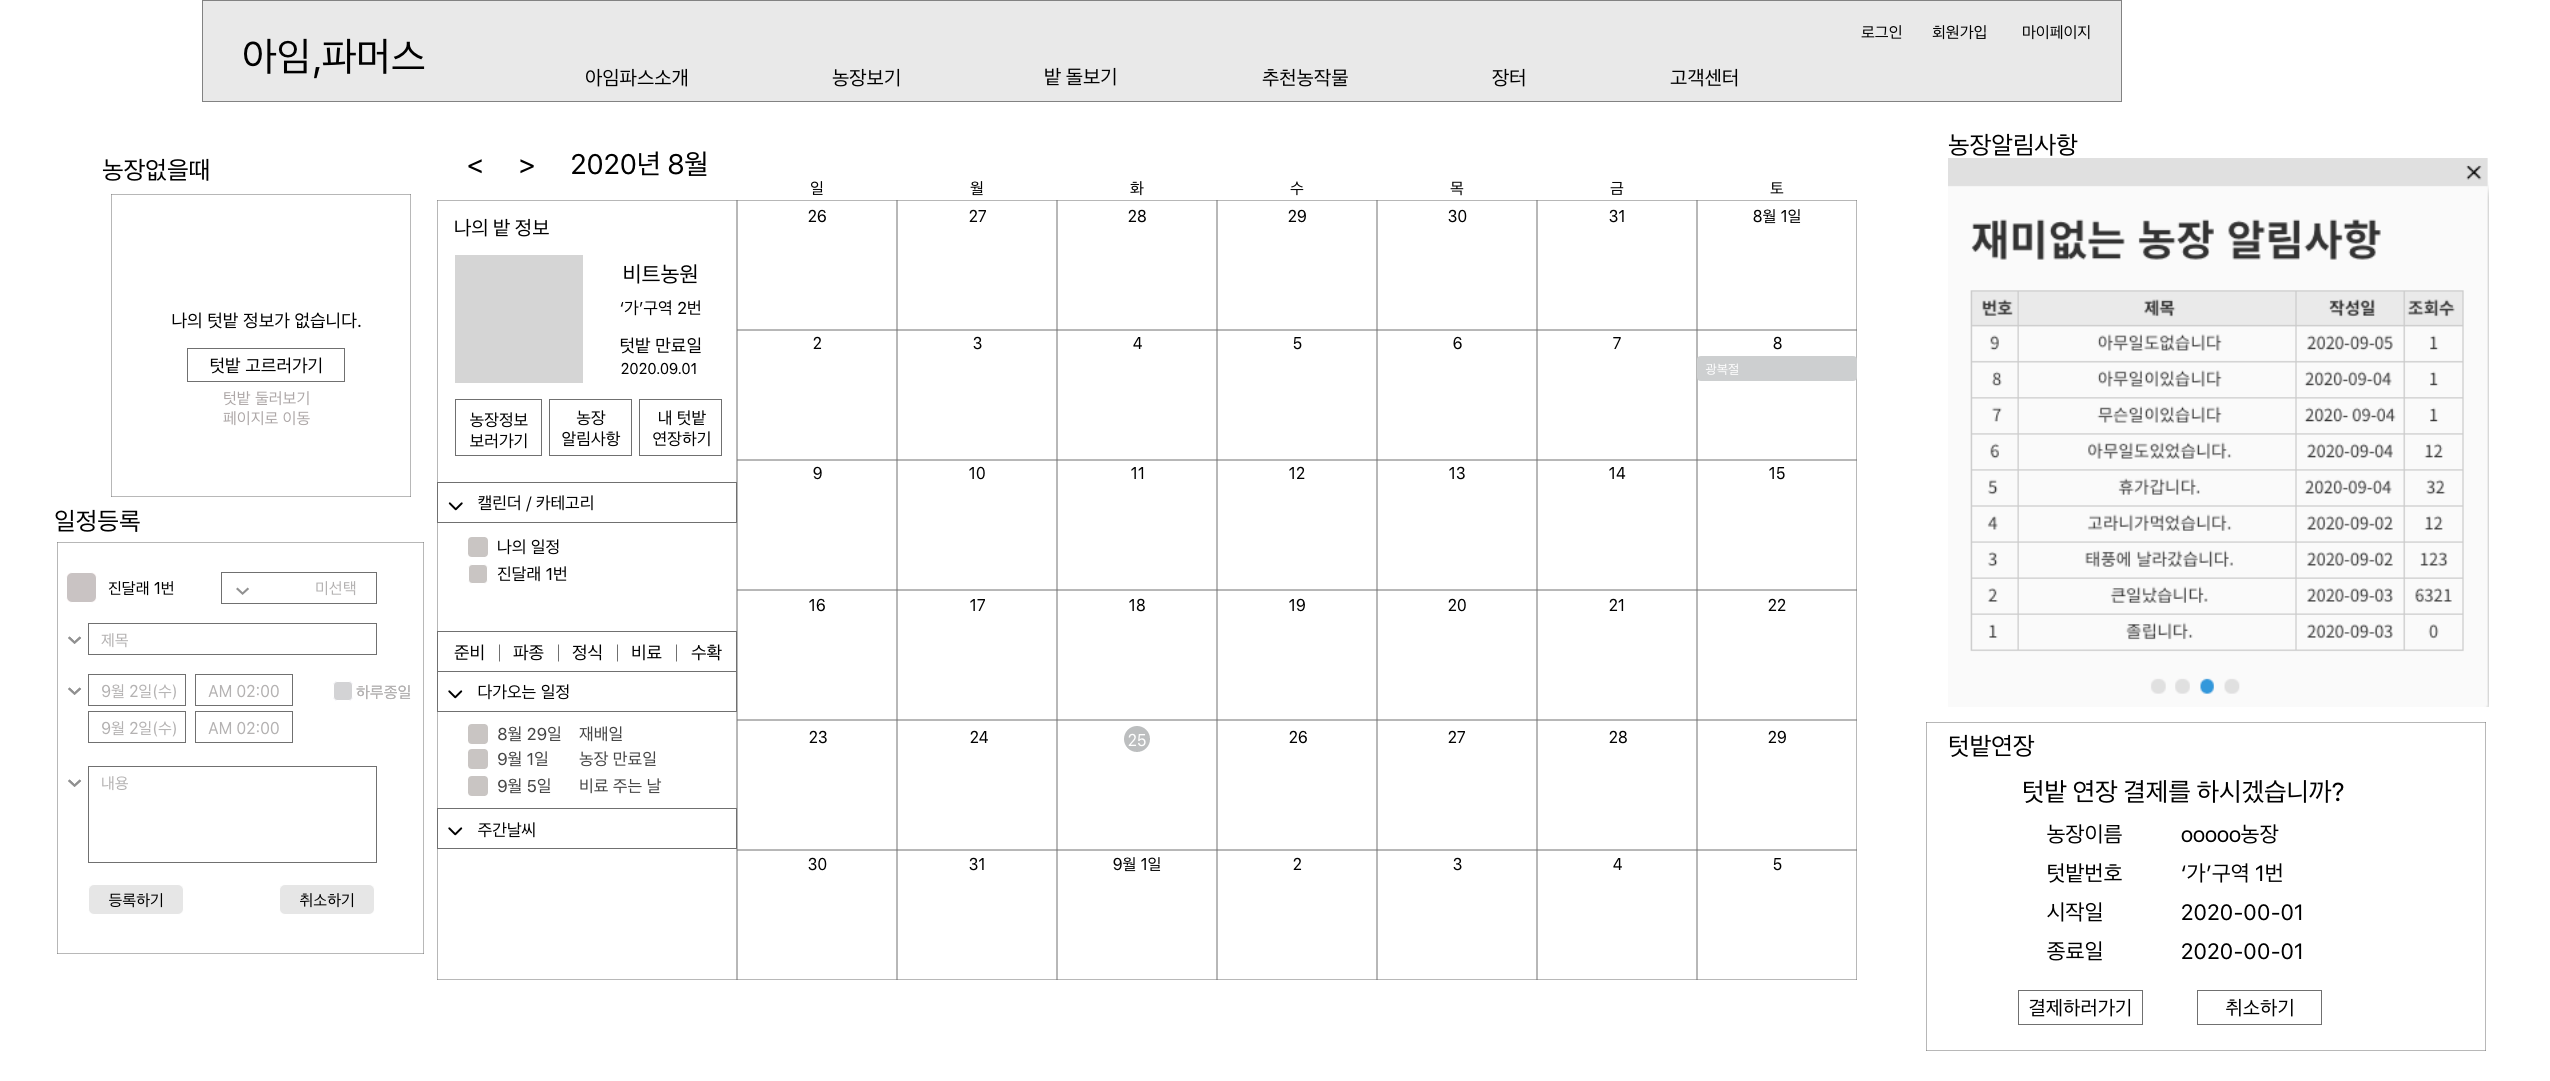 아임,파머스
로그인 회원가입 마이페이지
아임파스소개 농장보기 밭 돌보기 추천농작물 장터 고객센터
농장없을때
나의 텃밭 정보가 없습니다.
텃밭 고르러가기
텃밭 둘러보기
페이지로 이동
일정등록
진달래 1번 미선택
제목
9월 2일(수) AM 02:00 하루종일
9월 2일(수) AM 02:00
내용
등록하기 취소하기
< > 2020년 8월
나의 밭 정보
비트농원
‘가’구역 2번
텃밭 만료일
2020.09.01
농장정보
보러가기
농장
알림사항
내 텃밭
연장하기
캘린더 / 카테고리
나의 일정
진달래 1번
준비 | 파종 | 정식 | 비료 | 수확
다가오는 일정
8월 29일 재배일
9월 1일 농장 만료일
9월 5일 비료 주는 날
주간날씨
일 월 화 수 목 금 토
26 27 28 29 30 31 8월 1일
2 3 4 5 6 7 8
광복절
9 10 11 12 13 14 15
16 17 18 19 20 21 22
23 24 25 26 27 28 29
30 31 9월 1일 2 3 4 5
농장알림사항
재미없는 농장 알림사항
번호 제목 작성일 조회수
9 아무일도없습니다 2020-09-05 1
8 아무일이있습니다 2020-09-04 1
7 무슨일이있습니다 2020- 09-04 1
6 아무일도있었습니다. 2020-09-04 12
5 휴가갑니다. 2020-09-04 32
4 고라니가먹었습니다. 2020-09-02 12
3 태풍에 날라갔습니다. 2020-09-02 123
2 큰일났습니다. 2020-09-03 6321
1 졸립니다. 2020-09-03 0
텃밭연장
텃밭 연장 결제를 하시겠습니까?
농장이름 ooooo농장
텃밭번호 ‘가’구역 1번
시작일 2020-00-01
종료일 2020-00-01
결제하러가기 취소하기